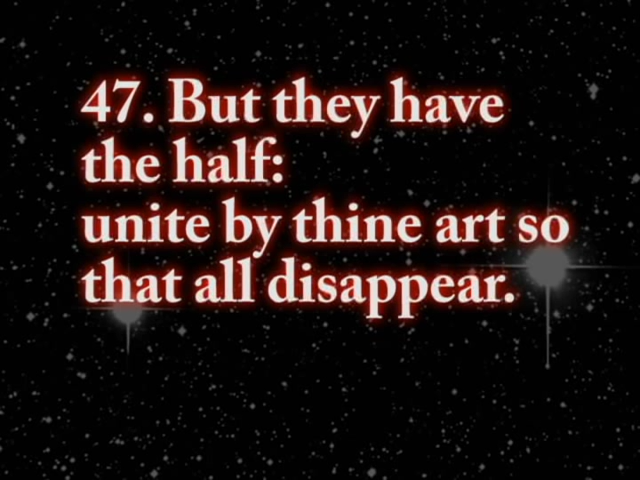 47. But they have
the half:
unite by thine art so
that all disappear.